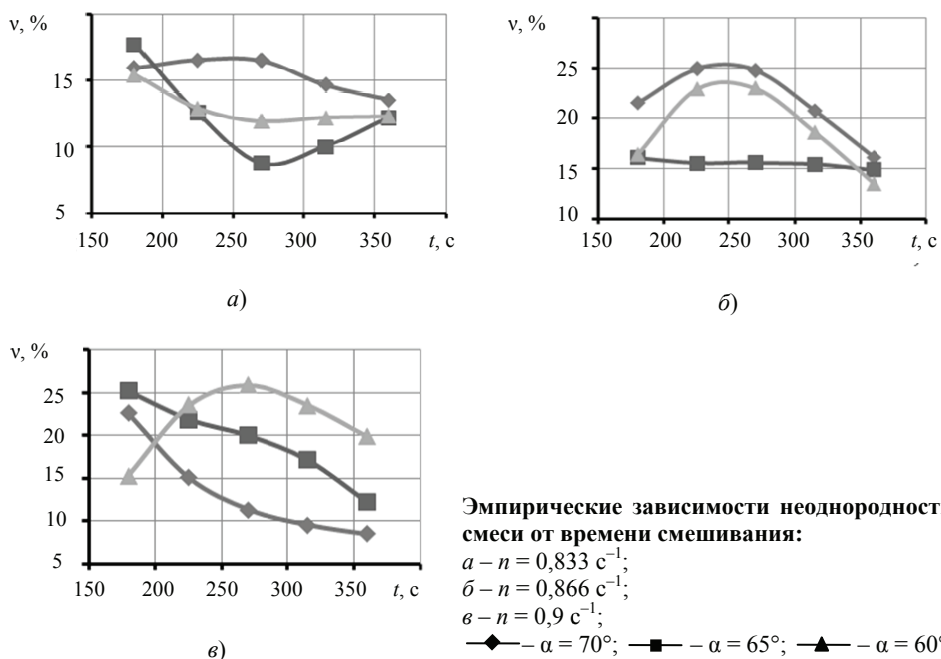 ν, %
15
10
5
150 200 250 300 350 t, с
а)
ν, %
25
20
15
10
150 200 250 300 350 t, с
б)
ν, %
25
20
15
10
5
150 200 250 300 350 t, с
в)
Эмпирические зависимости неоднородност
смеси от времени смешивания:
а – n = 0,833 с⁻¹;
б – n = 0,866 с⁻¹;
в – n = 0,9 с⁻¹;
– α = 70°; – α = 65°; – α = 60°